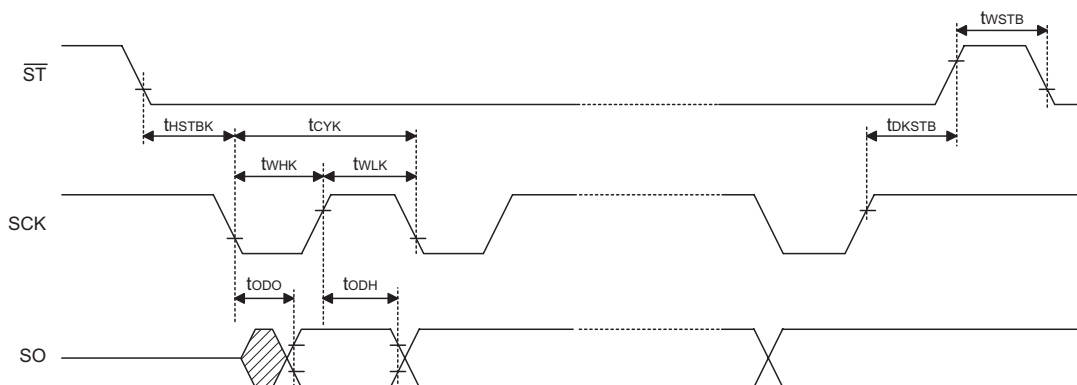 tWSTB
ST
tHSTBK tCYK tDKSTB
tWHK tWLK
SCK
tODO tODH
SO